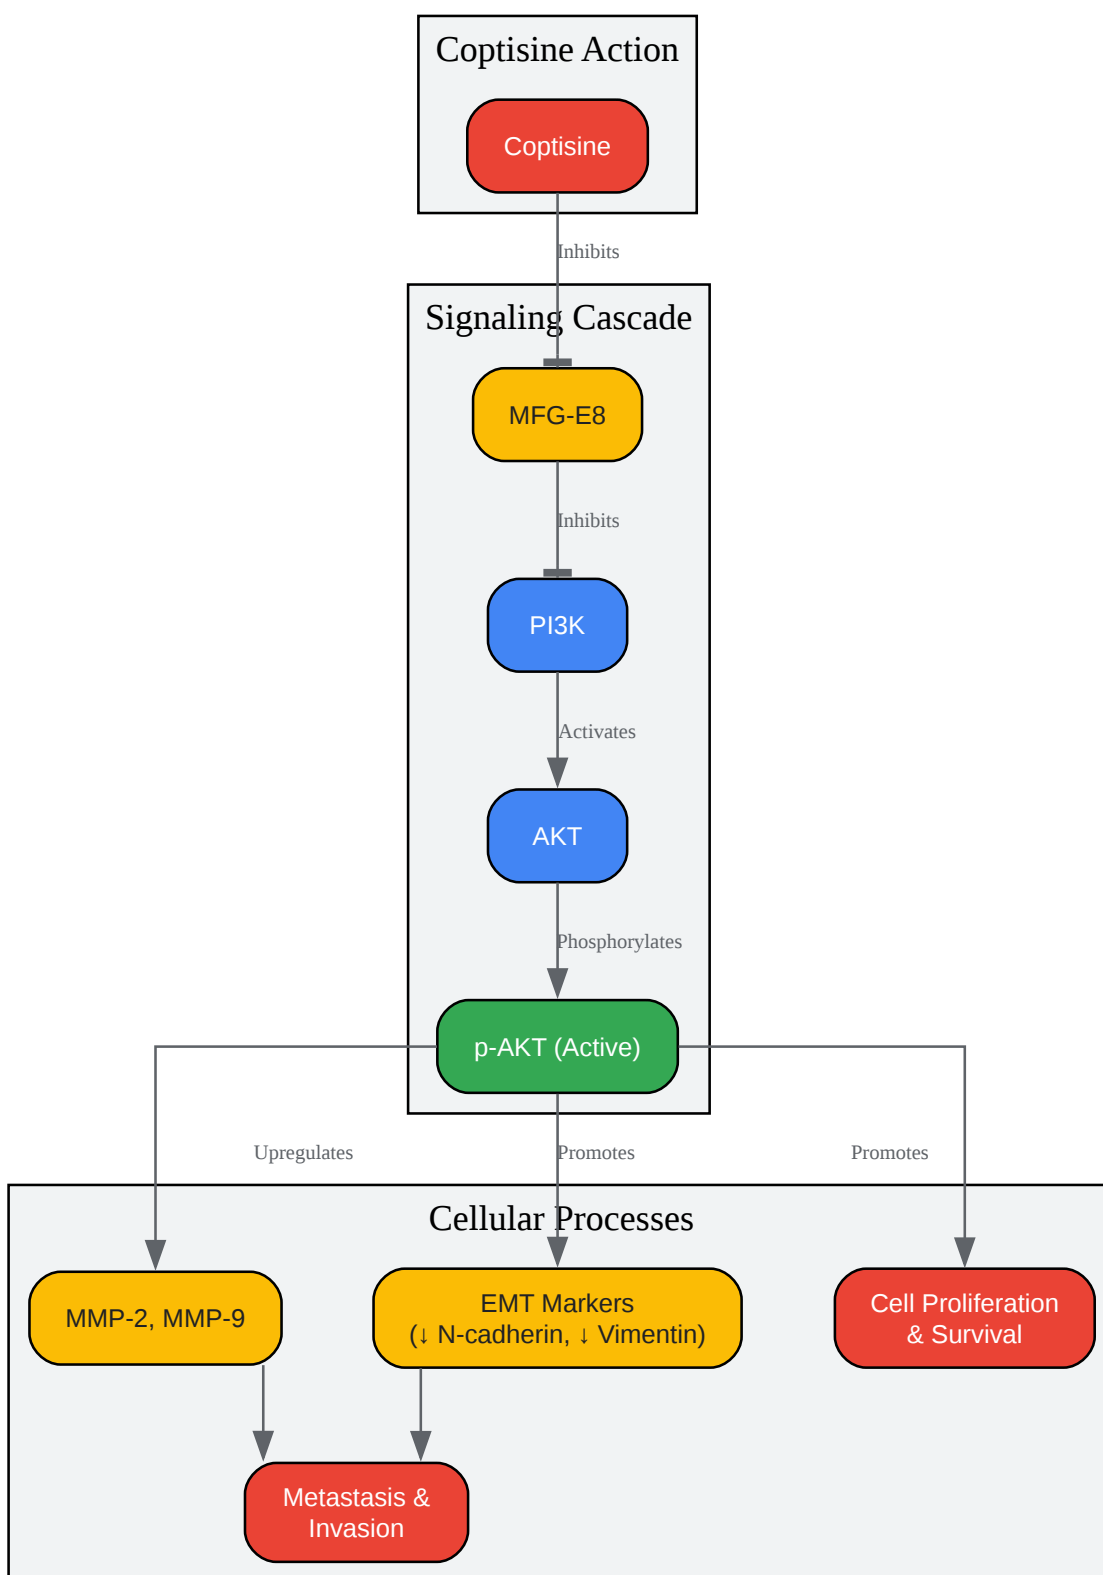 Coptisine Action
Coptisine
Inhibits
Signaling Cascade
MFG-E8
Inhibits
PI3K
Activates
AKT
Phosphorylates
p-AKT (Active)
Upregulates
Promotes
Promotes
Cellular Processes
MMP-2, MMP-9
EMT Markers
(↓ N-cadherin, ↓ Vimentin)
Cell Proliferation
& Survival
Metastasis &
Invasion